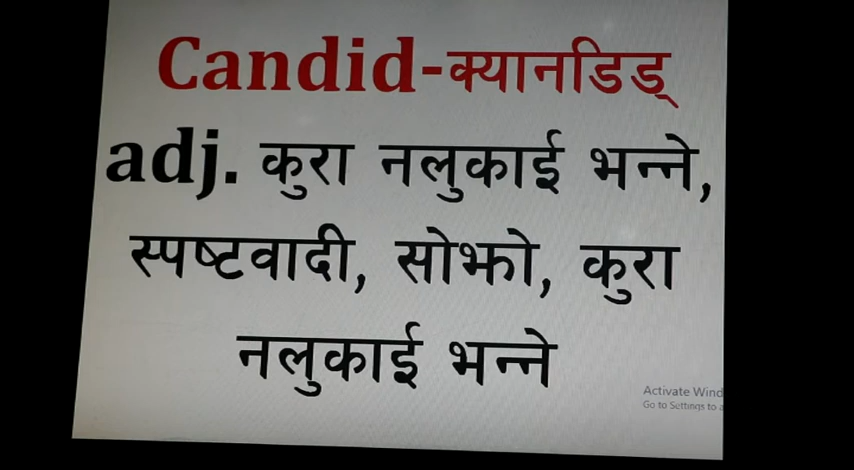 Candid-क्यानडिड्
adj. कुरा नलुकाई भन्ने,
स्पष्टवादी, सोझो, कुरा
नलुकाई भन्ने
Activate Wind
Go to Settings to a